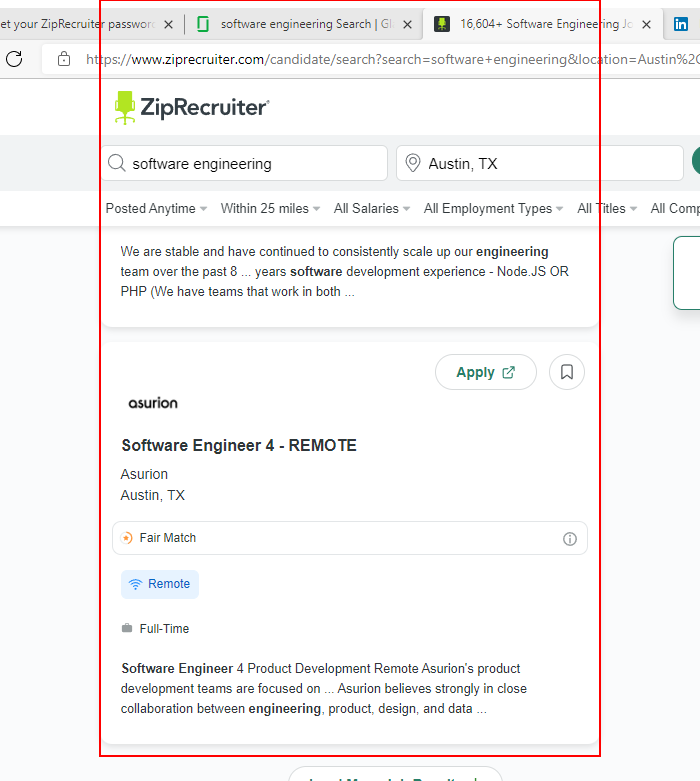 et your ZipRecruiter password
software engineering Search | Gl
16,604+ Software Engineering Jo
https://www.ziprecruiter.com/candidate/search?search=software+engineering&location=Austin%2C
ZipRecruiter
software engineering
Austin, TX
Posted Anytime Within 25 miles All Salaries All Employment Types All Titles All Comp
We are stable and have continued to consistently scale up our engineering
team over the past 8 ... years software development experience - Node.JS OR
PHP (We have teams that work in both ...
Apply
asurion
Software Engineer 4 - REMOTE
Asurion
Austin, TX
Fair Match
Remote
Full-Time
Software Engineer 4 Product Development Remote Asurion's product
development teams are focused on ... Asurion believes strongly in close
collaboration between engineering, product, design, and data ...